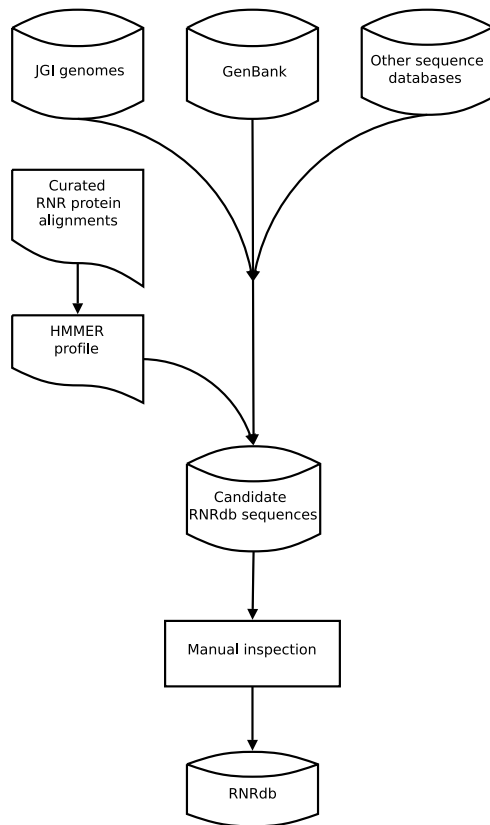 JGI genomes
GenBank
Other sequence
databases
Curated
RNR protein
alignments
HMMER
profile
Candidate
RNRdb sequences
Manual inspection
RNRdb